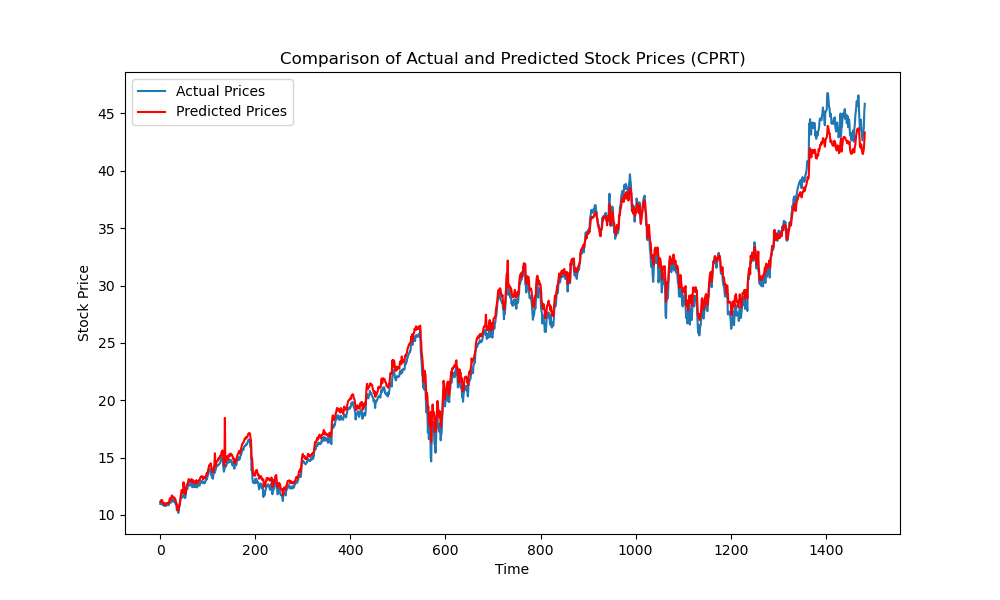 Comparison of Actual and Predicted Stock Prices (CPRT)
Actual Prices
Predicted Prices
Stock Price
45
40
35
30
25
20
15
10
0 200 400 600 800 1000 1200 1400
Time